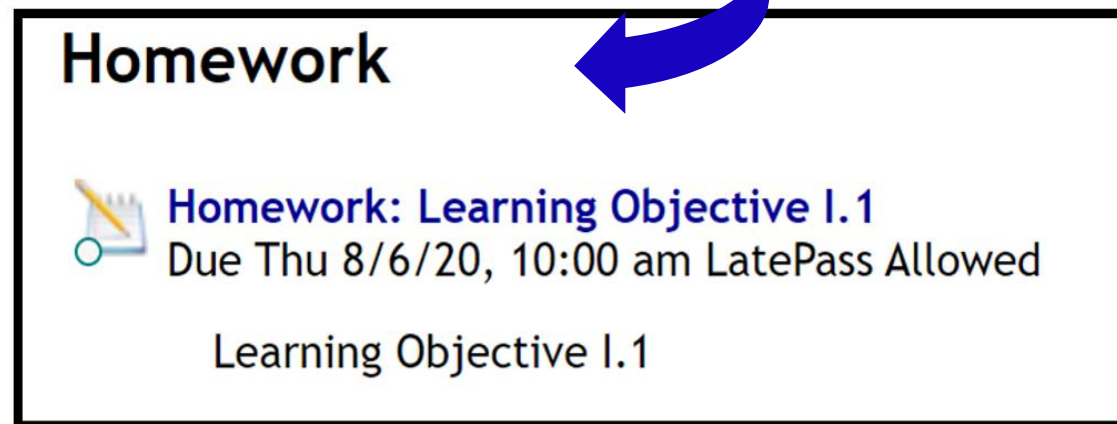 Homework
Homework: Learning Objective I.1
Due Thu 8/6/20, 10:00 am LatePass Allowed
Learning Objective I.1